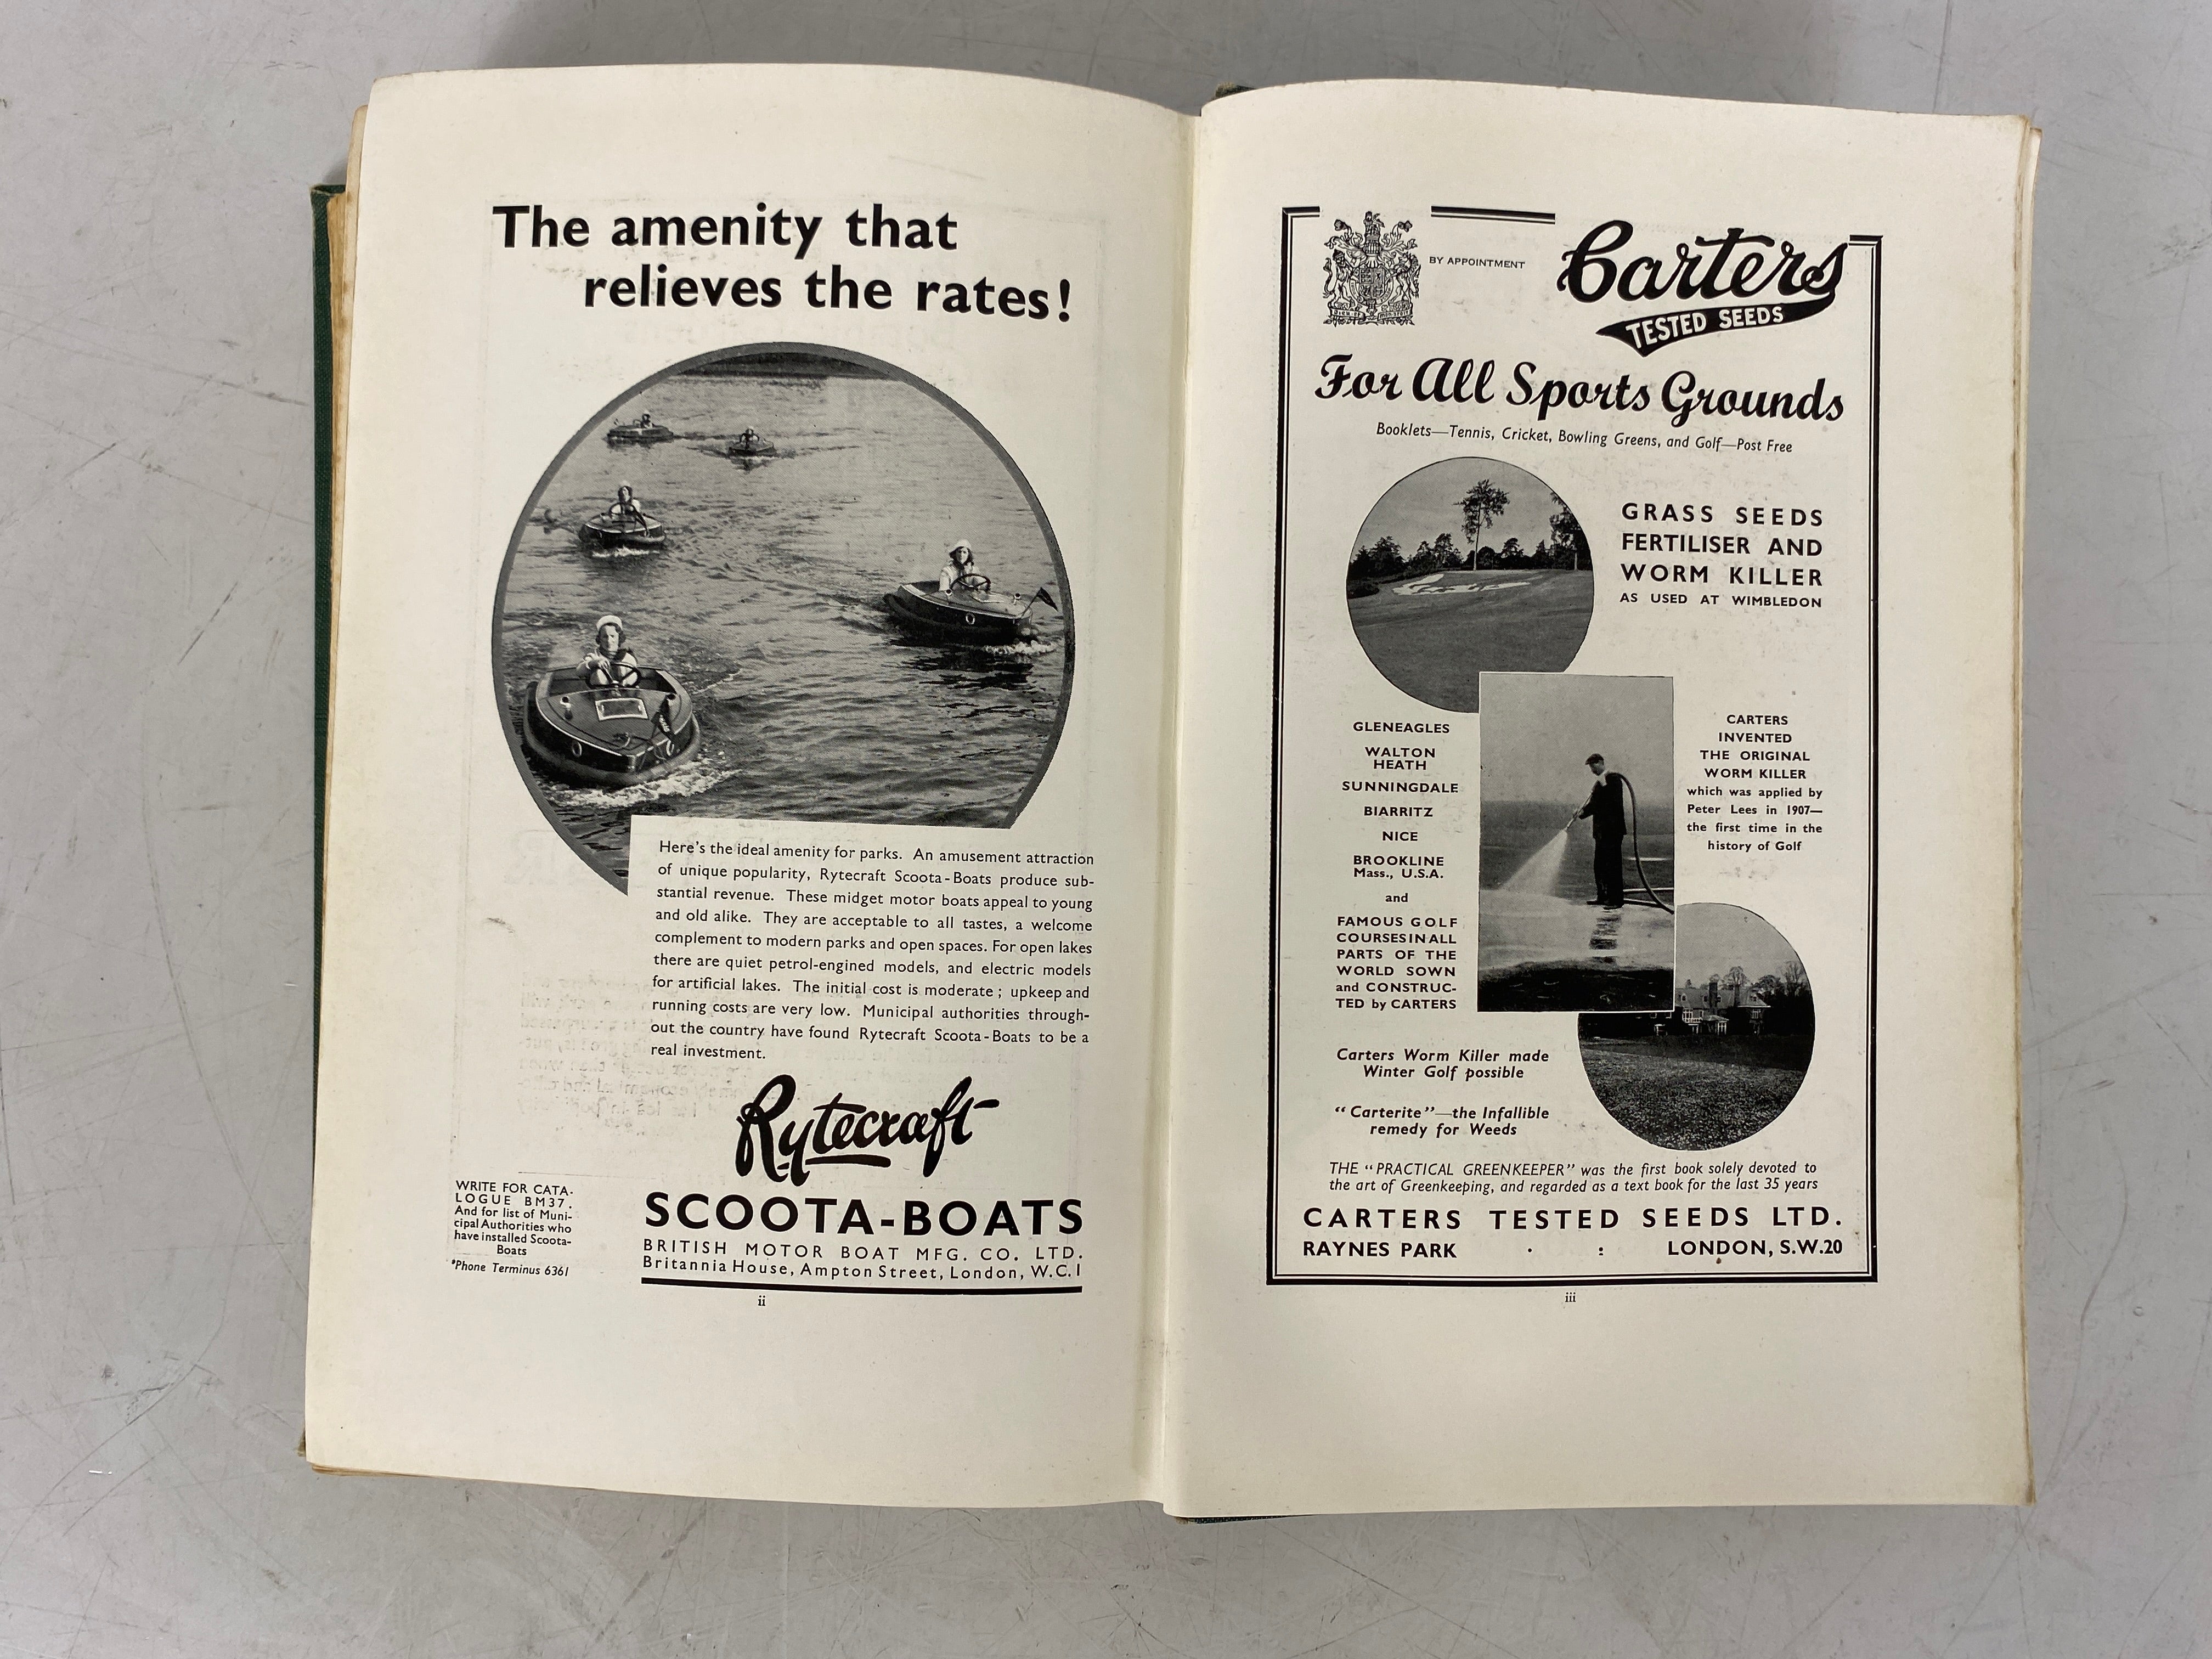 The amenity that
relieves the rates!
Here's the ideal amenity for parks. An amusement attraction
of unique popularity, Rytecraft Scoota-Boats produce sub-
stantial revenue. These midget motor boats appeal to young
and old alike. They are acceptable to all tastes, a welcome
complement to modern parks and open spaces. For open lakes
there are quiet petrol-engined models, and electric models
for artificial lakes. The initial cost is moderate; upkeep and
running costs are very low. Municipal authorities through-
out the country have found Rytecraft Scoota-Boats to be a
real investment.
Rytecraft
SCOOTA-BOATS
BRITISH MOTOR BOAT MFG. CO. LTD.
Britannia House, Ampton Street, London, W.C.1
WRITE FOR CATA-
LOGUE BM37.
And for list of Muni-
cipal Authorities who
have installed Scoota-
Boats
'Phone Terminus 6361
ii
BY APPOINTMENT
Carters
TESTED SEEDS
For All Sports Grounds
Booklets—Tennis, Cricket, Bowling Greens, and Golf—Post Free
GRASS SEEDS
FERTILISER AND
WORM KILLER
AS USED AT WIMBLEDON
GLENEAGLES
WALTON
HEATH
SUNNINGDALE
BIARRITZ
NICE
BROOKLINE
Mass., U.S.A.
and
FAMOUS GOLF
COURSES IN ALL
PARTS OF THE
WORLD SOWN
and CONSTRUC-
TED by CARTERS
CARTERS
INVENTED
THE ORIGINAL
WORM KILLER
which was applied by
Peter Lees in 1907—
the first time in the
history of Golf
Carters Worm Killer made
Winter Golf possible
"Carterite"—the Infallible
remedy for Weeds
THE "PRACTICAL GREENKEEPER" was the first book solely devoted to
the art of Greenkeeping, and regarded as a text book for the last 35 years
CARTERS TESTED SEEDS LTD.
RAYNES PARK · : LONDON, S.W.20
iii